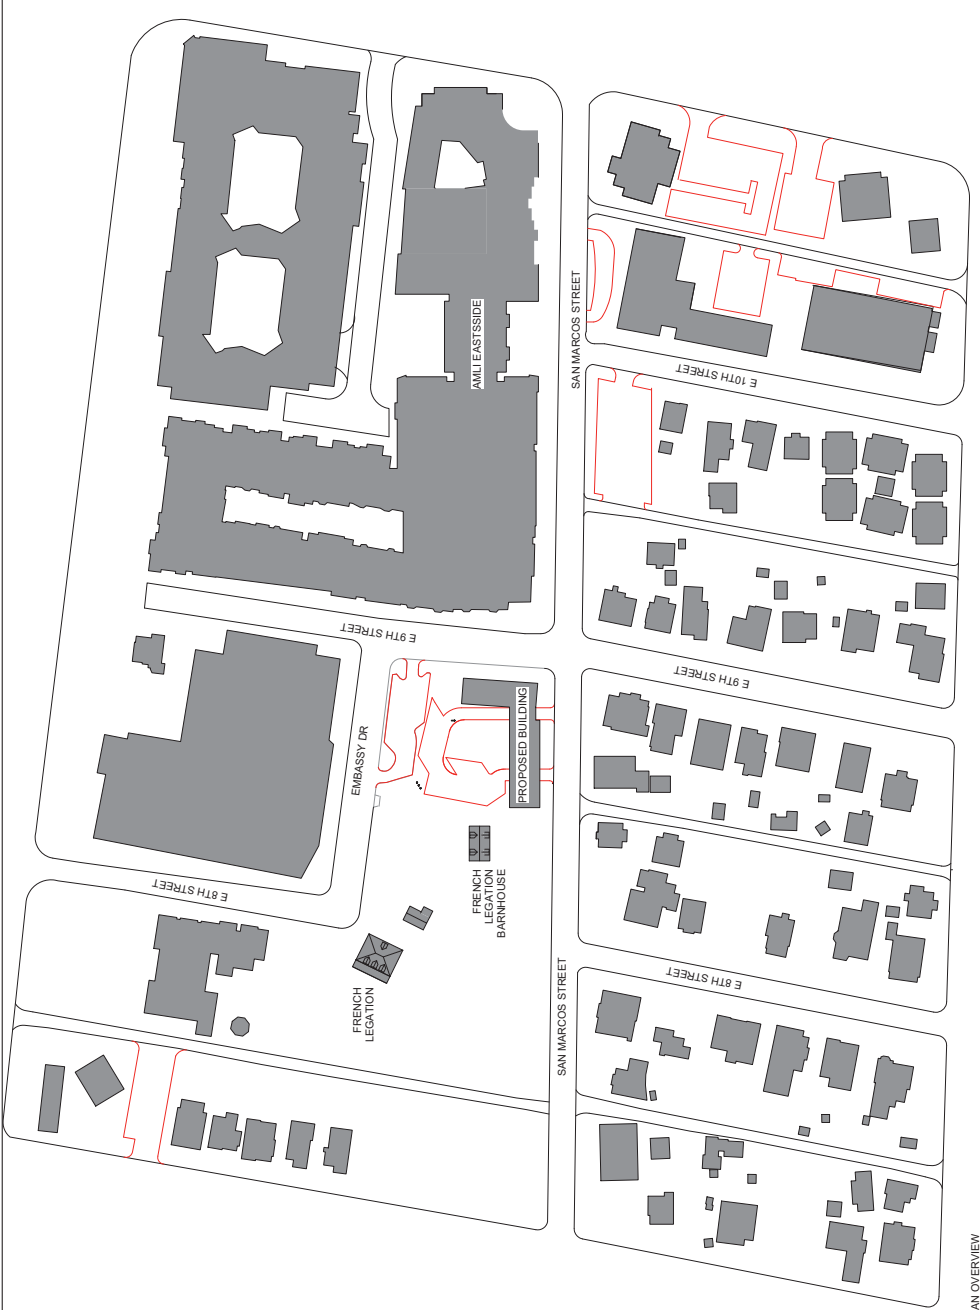 AMLI EASTSSIDE
SAN MARCOS STREET
E 10TH STREET
E 9TH STREET
E 9TH STREET
EMBASSY DR
PROPOSED BUILDING
E 8TH STREET
FRENCH
LEGATION
BARNHOUSE
FRENCH
LEGATION
SAN MARCOS STREET
E 8TH STREET
AN OVERVIEW